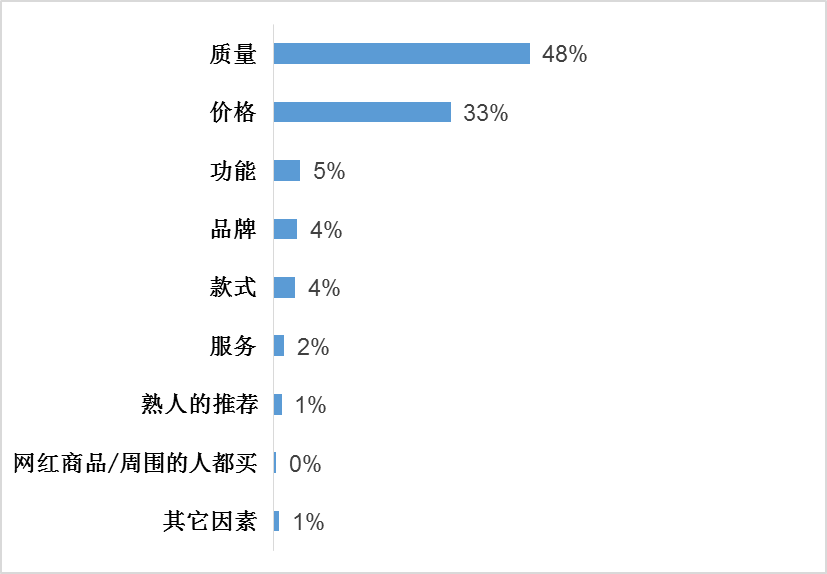 质量 48%
价格 33%
功能 5%
品牌 4%
款式 4%
服务 2%
熟人的推荐 1%
网红商品/周围的人都买 0%
其它因素 1%